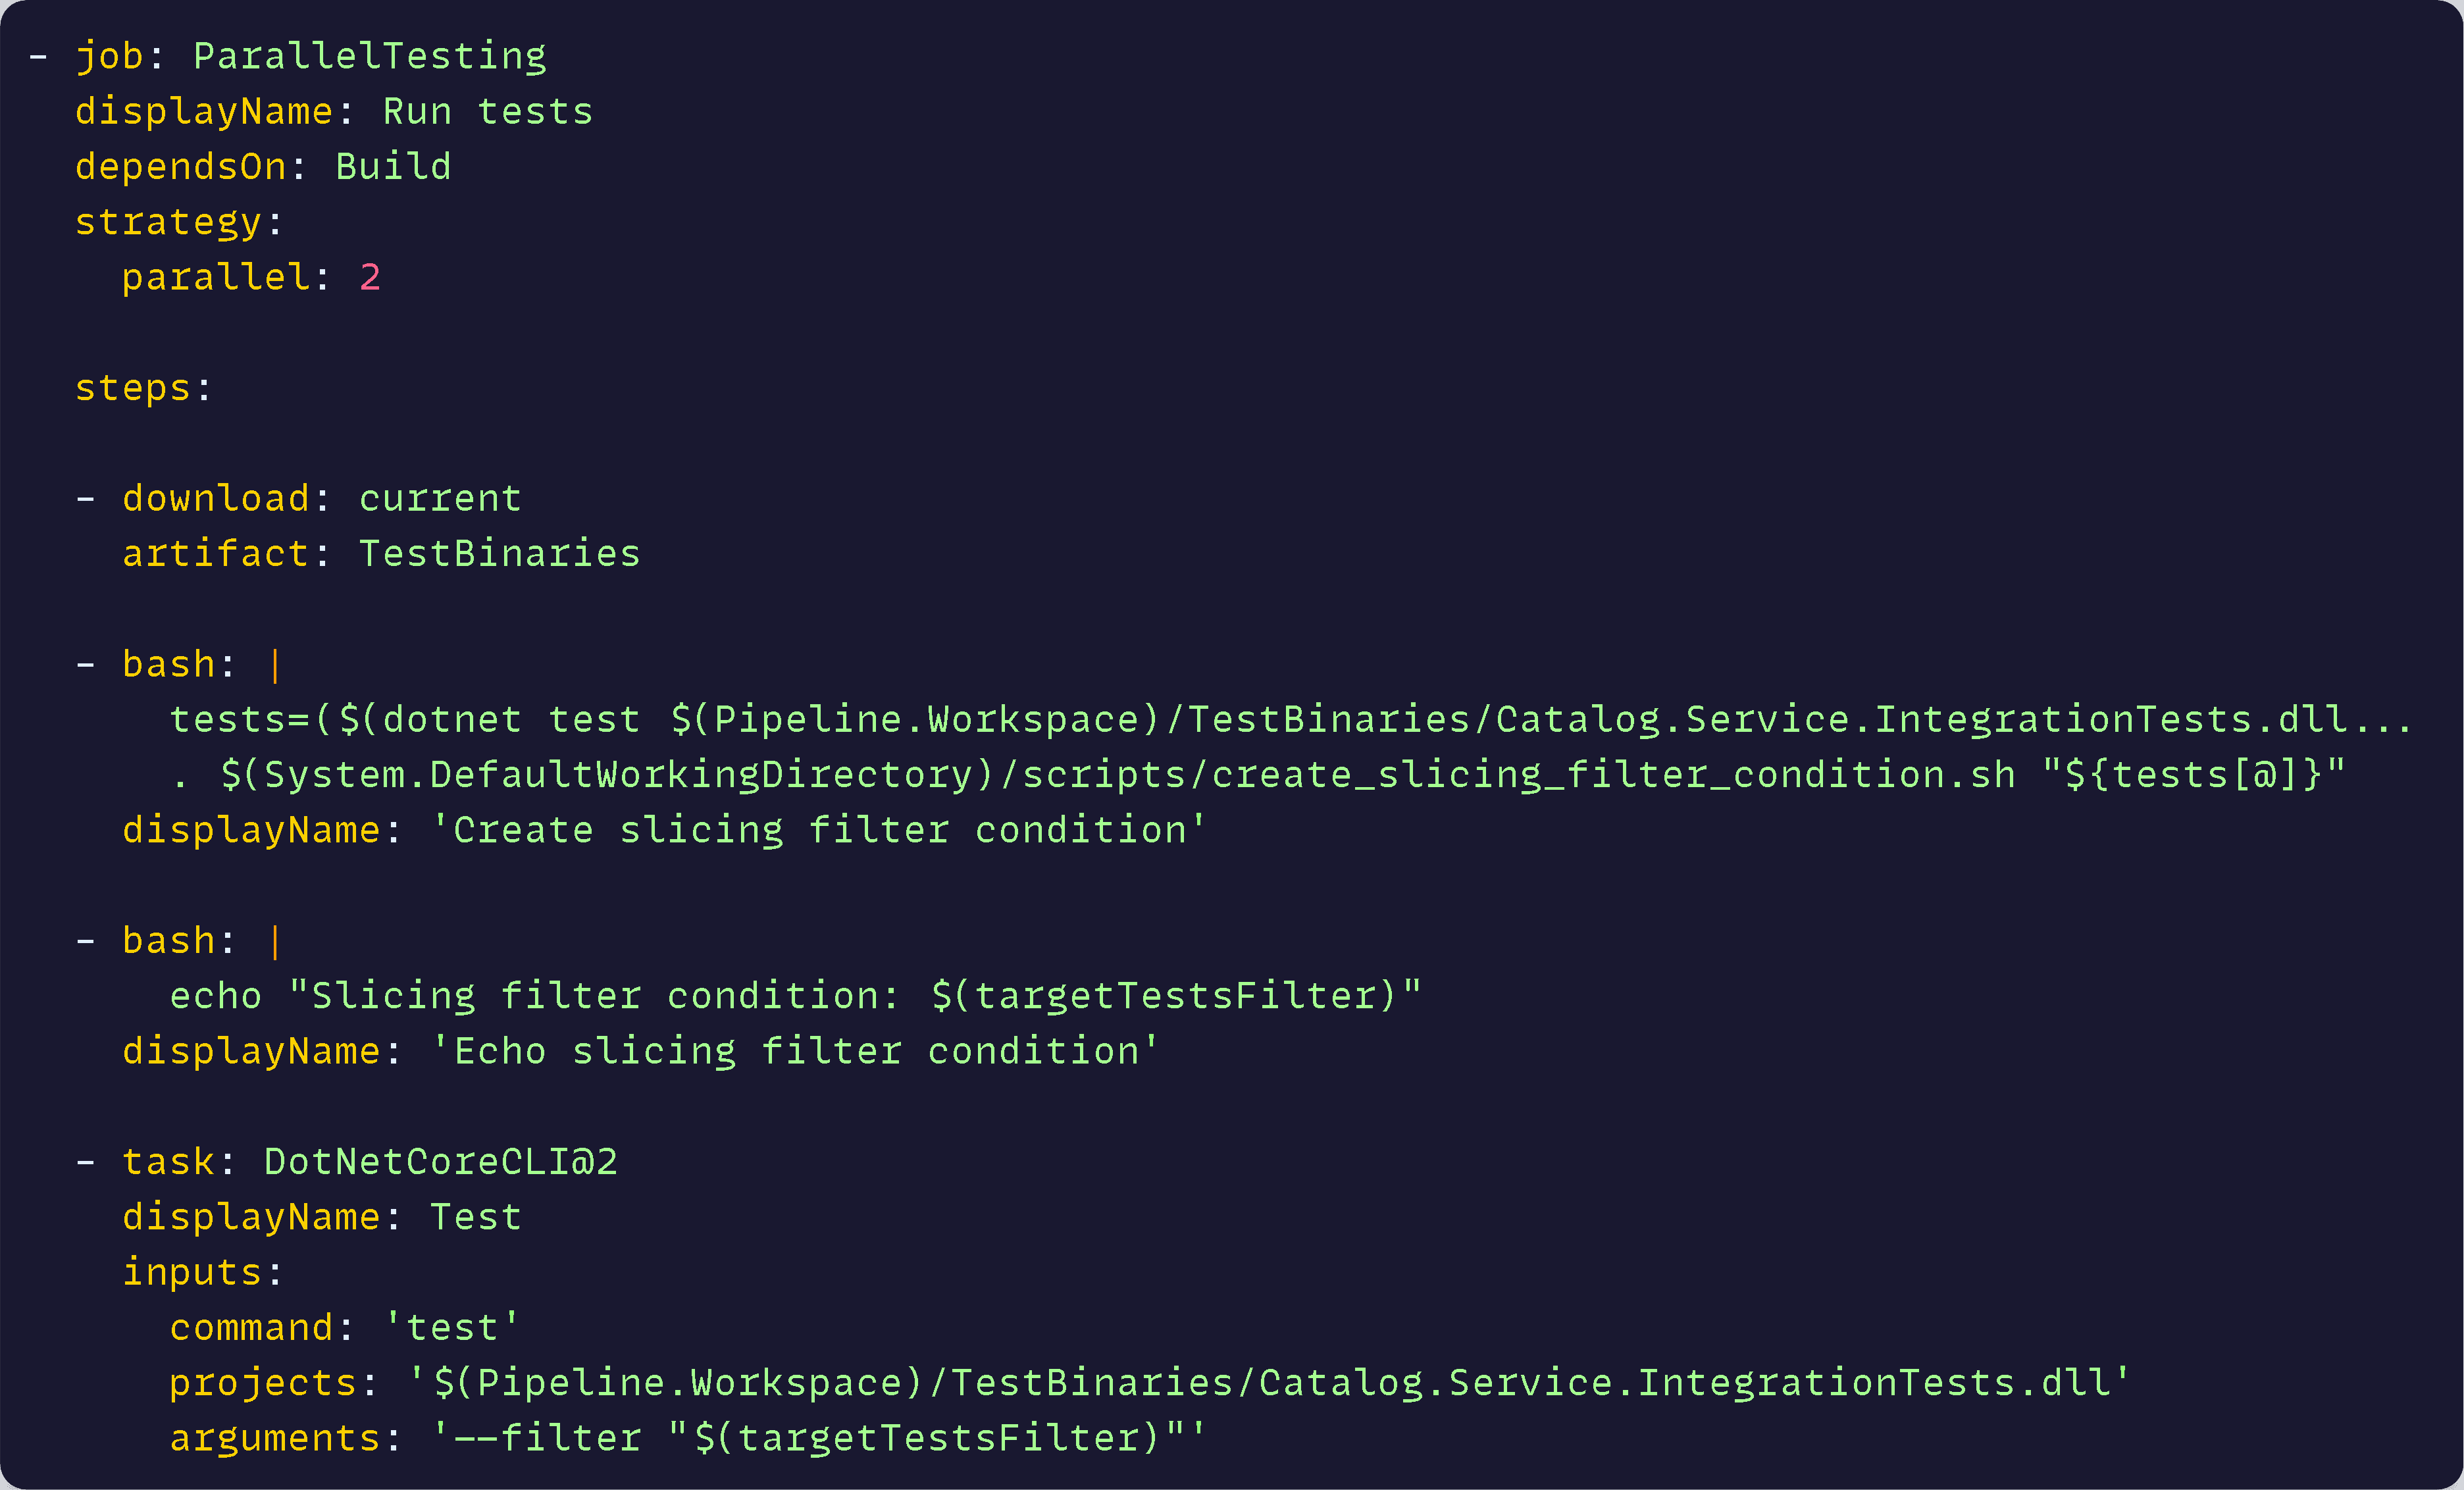 - job: ParallelTesting
  displayName: Run tests
  dependsOn: Build
  strategy:
    parallel: 2

  steps:

  - download: current
    artifact: TestBinaries

  - bash: |
      tests=($(dotnet test $(Pipeline.Workspace)/TestBinaries/Catalog.Service.IntegrationTests.dll...
      . $(System.DefaultWorkingDirectory)/scripts/create_slicing_filter_condition.sh "${tests[@]}"
    displayName: 'Create slicing filter condition'

  - bash: |
      echo "Slicing filter condition: $(targetTestsFilter)"
    displayName: 'Echo slicing filter condition'

  - task: DotNetCoreCLI@2
    displayName: Test
    inputs:
      command: 'test'
      projects: '$(Pipeline.Workspace)/TestBinaries/Catalog.Service.IntegrationTests.dll'
      arguments: '--filter "$(targetTestsFilter)"'